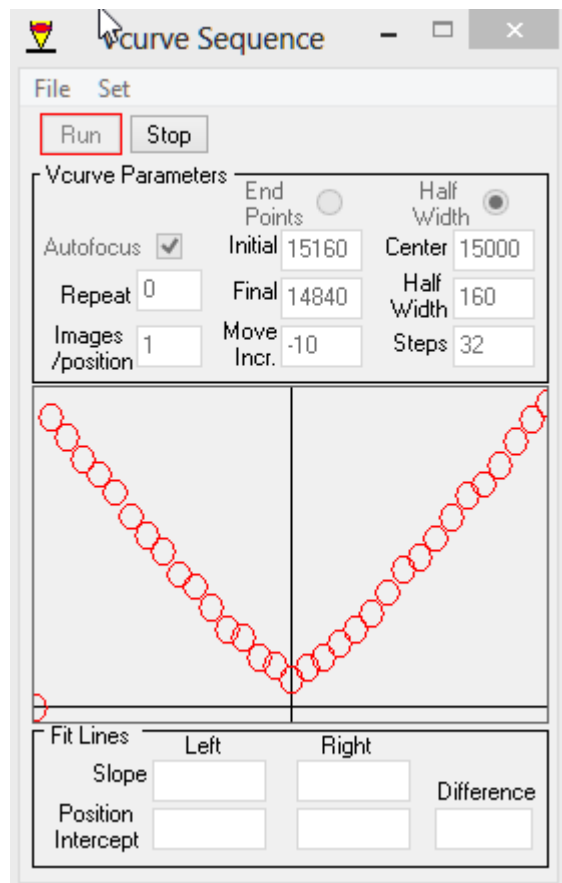 Vcurve Sequence
File Set
Run Stop
Vcurve Parameters
End Points
Half Width
Autofocus
Initial 15160
Center 15000
Repeat 0
Final 14840
Half Width 160
Images /position 1
Move Incr. -10
Steps 32
Fit Lines
Left Right
Slope
Difference
Position Intercept